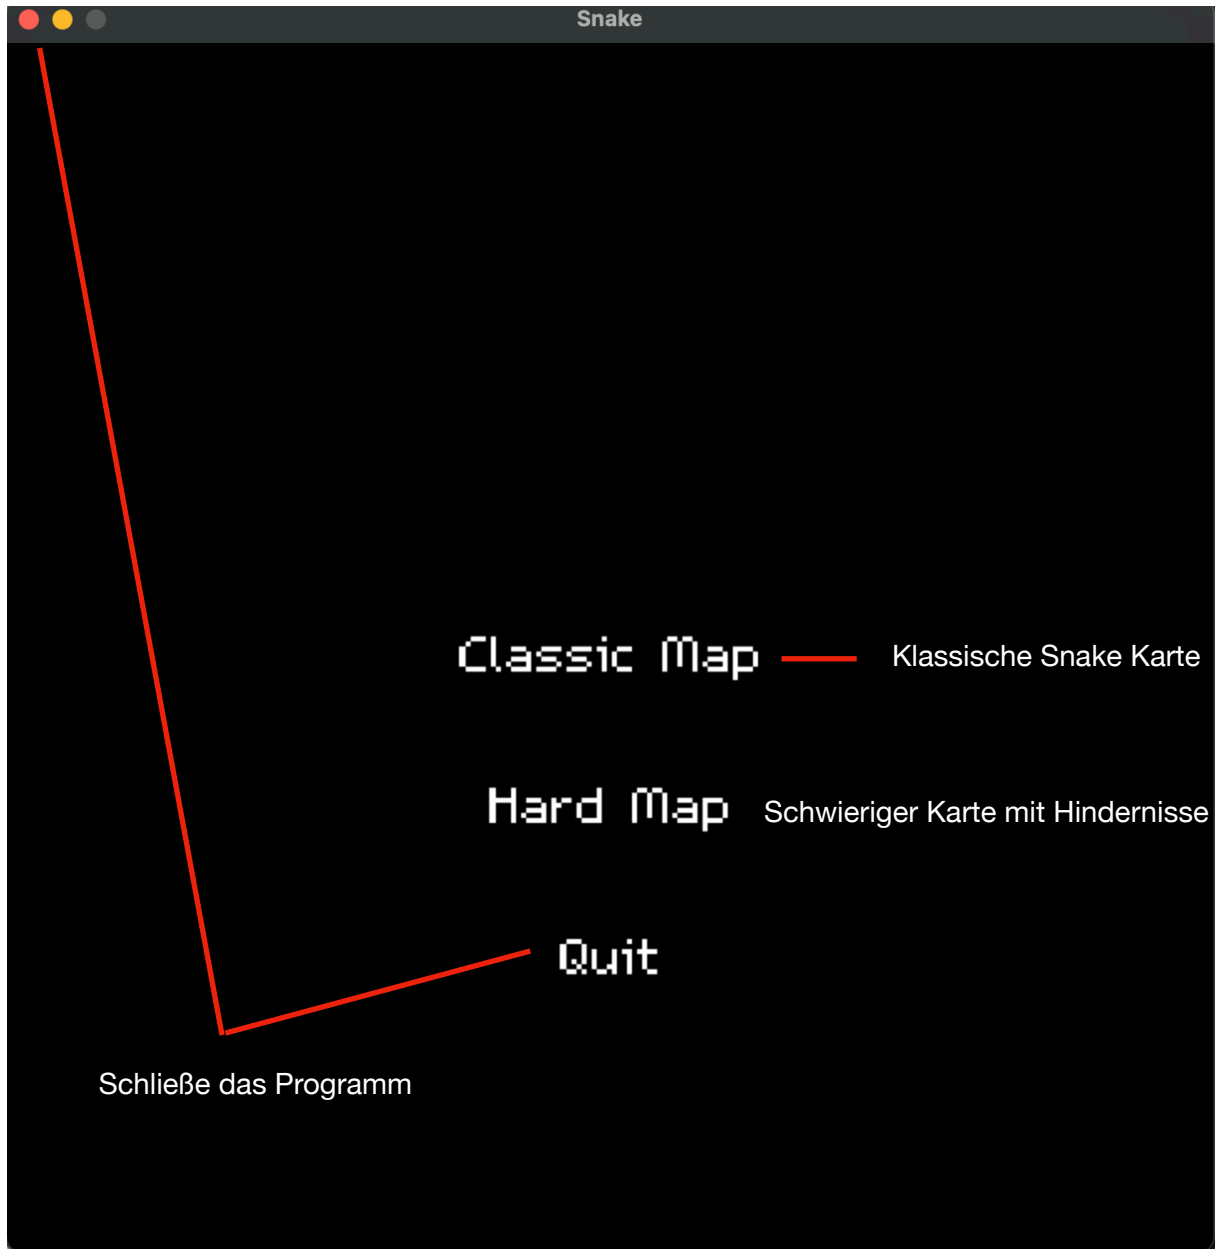 Snake
Classic Map
Klassische Snake Karte
Hard Map
Schwieriger Karte mit Hindernisse
Quit
Schließe das Programm